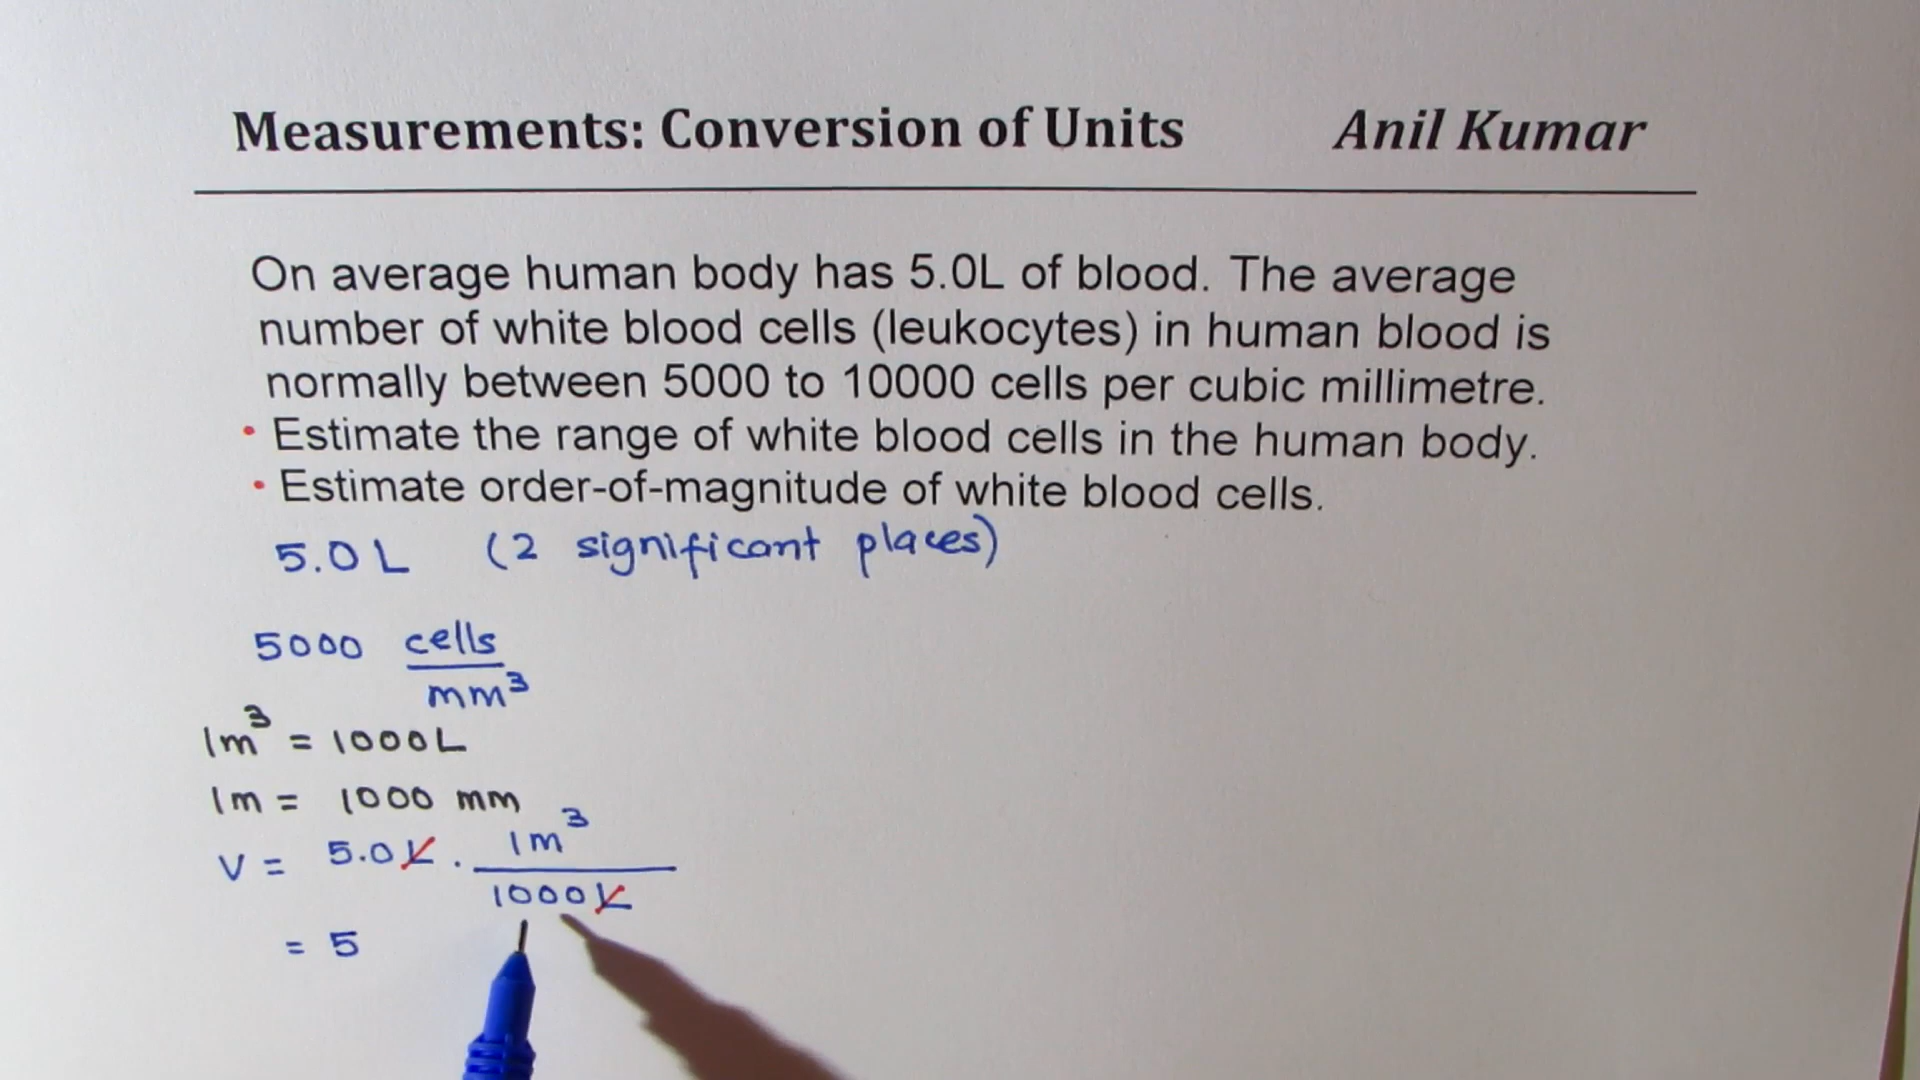 Measurements: Conversion of Units Anil Kumar
On average human body has 5.0L of blood. The average
number of white blood cells (leukocytes) in human blood is
normally between 5000 to 10000 cells per cubic millimetre.
• Estimate the range of white blood cells in the human body.
• Estimate order-of-magnitude of white blood cells.
5.0 L (2 significant places)
5000 cells
mm³
1m³ = 1000L
1m = 1000 mm
V = 5.0 L . 1m³
1000 L
= 5